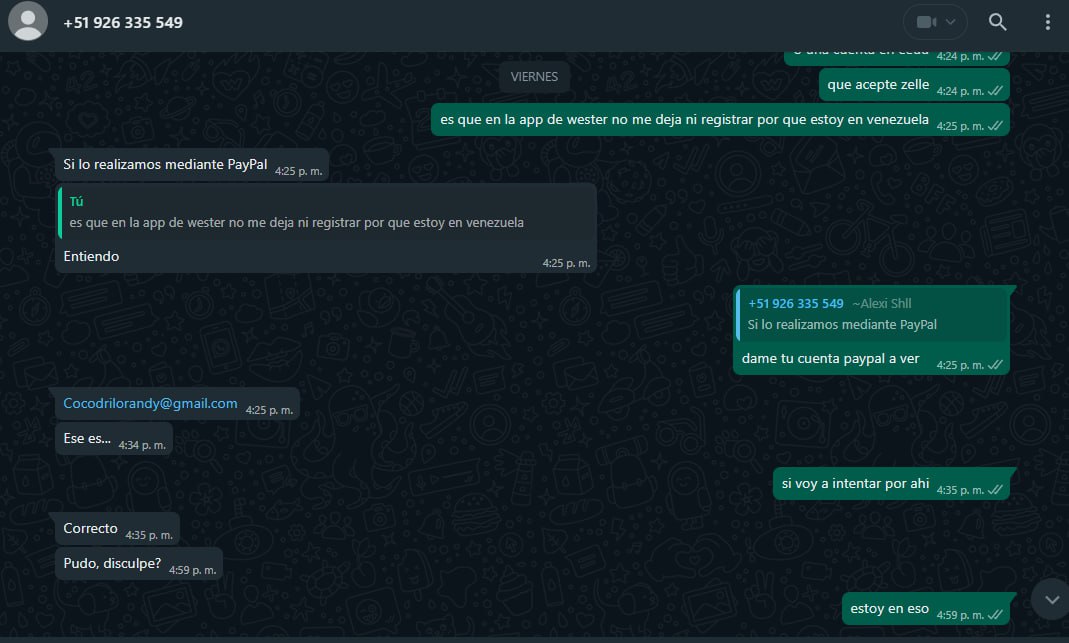 +51 926 335 549
4:24 p. m.
VIERNES
que acepte zelle 4:24 p. m.
es que en la app de wester no me deja ni registrar por que estoy en venezuela 4:25 p. m.
Si lo realizamos mediante PayPal 4:25 p. m.
Tú
es que en la app de wester no me deja ni registrar por que estoy en venezuela
Entiendo
4:25 p. m.
+51 926 335 549 ~Alexi Shll
Si lo realizamos mediante PayPal
dame tu cuenta paypal a ver 4:25 p. m.
Cocodrilorandy@gmail.com 4:25 p. m.
Ese es... 4:34 p. m.
si voy a intentar por ahi 4:35 p. m.
Correcto 4:35 p. m.
Pudo, disculpe? 4:59 p. m.
estoy en eso 4:59 p. m.